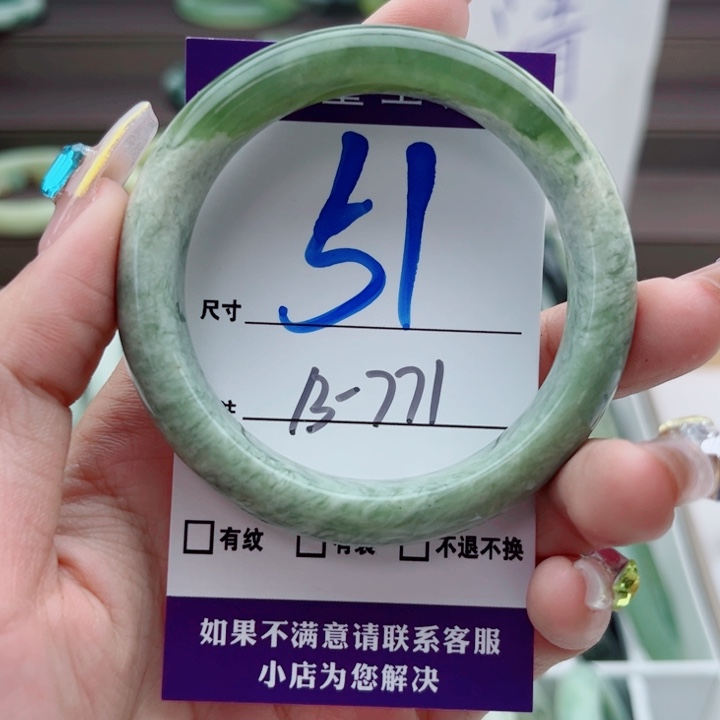 51
尺寸
B-771
有纹
不退不换
如果不满意请联系客服
小店为您解决